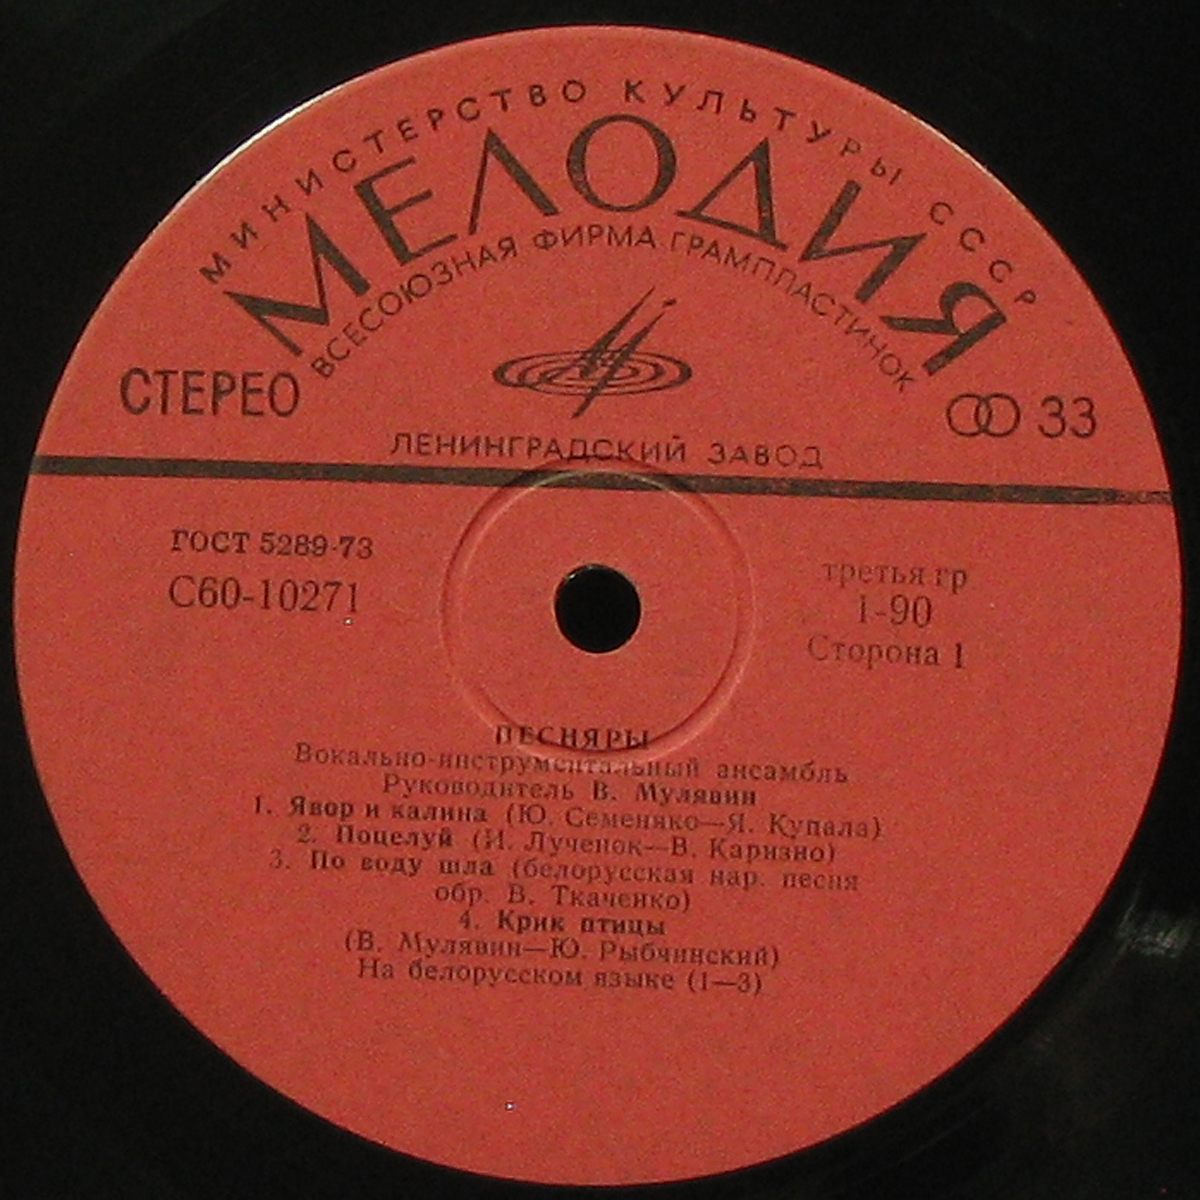 МИНИСТЕРСТВО КУЛЬТУРЫ СССР
МЕЛОДИЯ
ВСЕСОЮЗНАЯ ФИРМА ГРАМПЛАСТИНОК
СТЕРЕО
33
ЛЕНИНГРАДСКИЙ ЗАВОД
ГОСТ 5289-73
С60-10271
третья гр
1-90
Сторона 1
ПЕСНЯРЫ
Вокально-инструментальный ансамбль
Руководитель В. Мулявин
1. Явор и калина (Ю. Семеняко—Я. Купала)
2. Поцелуй (И. Лученок—В. Каризно)
3. По воду шла (белорусская нар. песня
обр. В. Ткаченко)
4. Крик птицы
(В. Мулявин—Ю. Рыбчинский)
На белорусском языке (1—3)